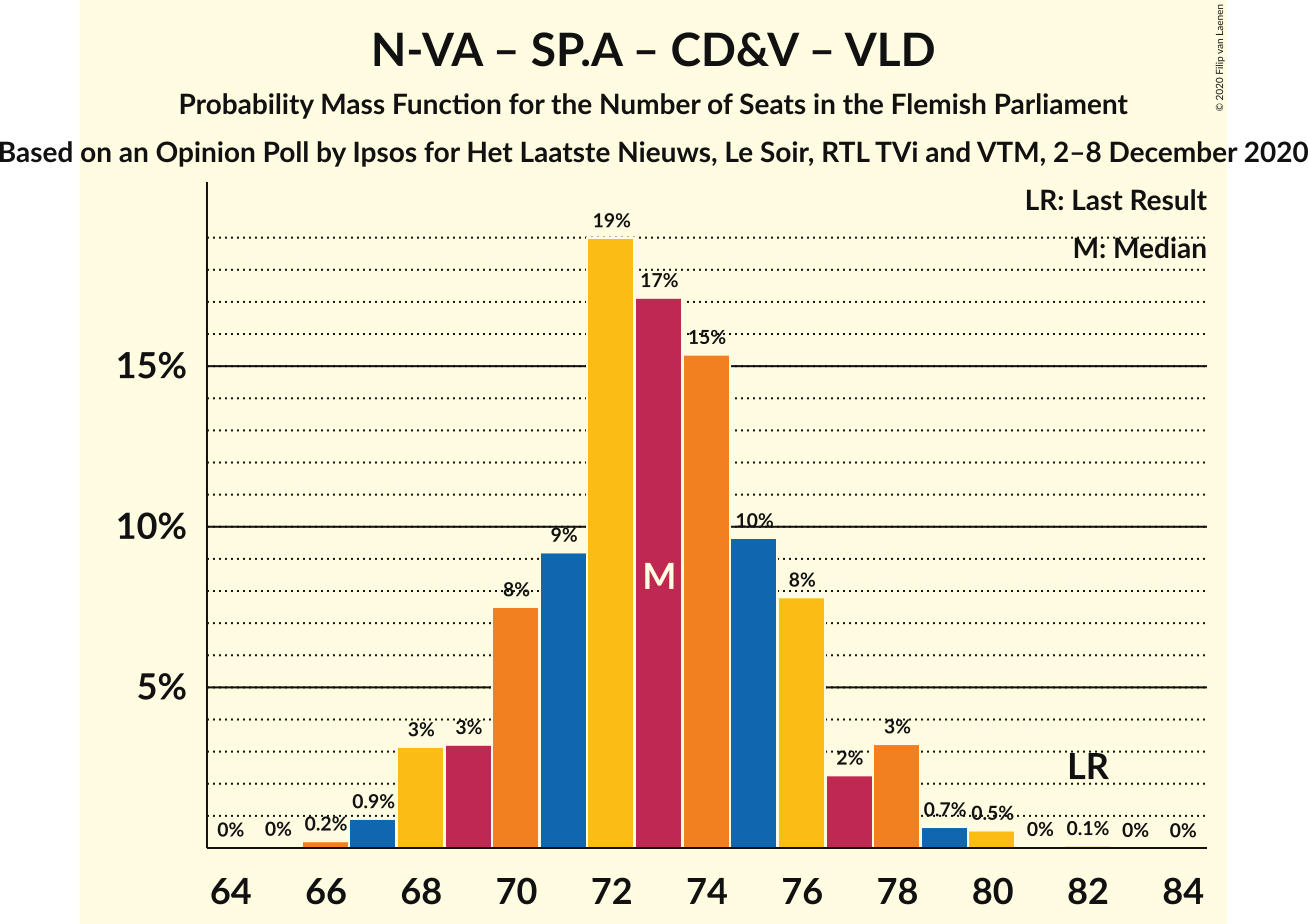 N-VA – SP.A – CD&V – VLD
Probability Mass Function for the Number of Seats in the Flemish Parliament
Based on an Opinion Poll by Ipsos for Het Laatste Nieuws, Le Soir, RTL TVi and VTM, 2–8 December 2020
© 2020 Filip van Laenen
LR: Last Result
M: Median
15%
10%
5%
0%
0%
0.2%
0.9%
3%
3%
8%
9%
19%
17%
15%
10%
8%
2%
3%
0.7%
0.5%
0%
0.1%
0%
0%
M
LR
64 66 68 70 72 74 76 78 80 82 84